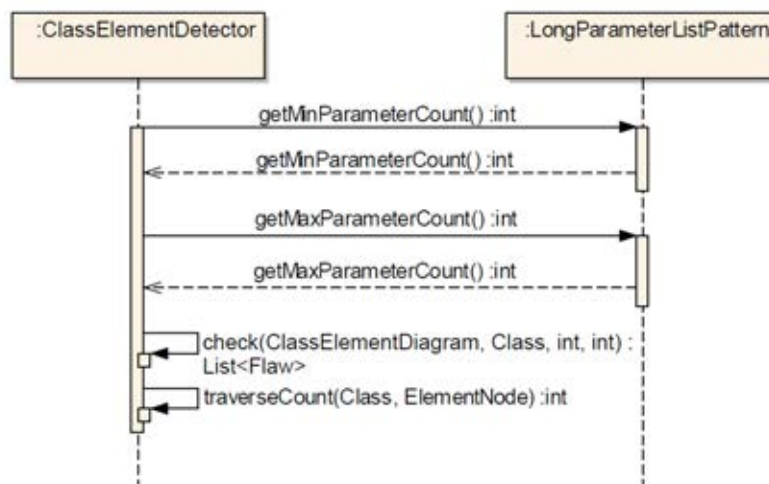 :ClassElementDetector
:LongParameterListPattern
getMinParameterCount() :int
getMinParameterCount() :int
getMaxParameterCount() :int
getMaxParameterCount() :int
check(ClassElementDiagram, Class, int, int) :
List<Flaw>
traverseCount(Class, ElementNode) :int